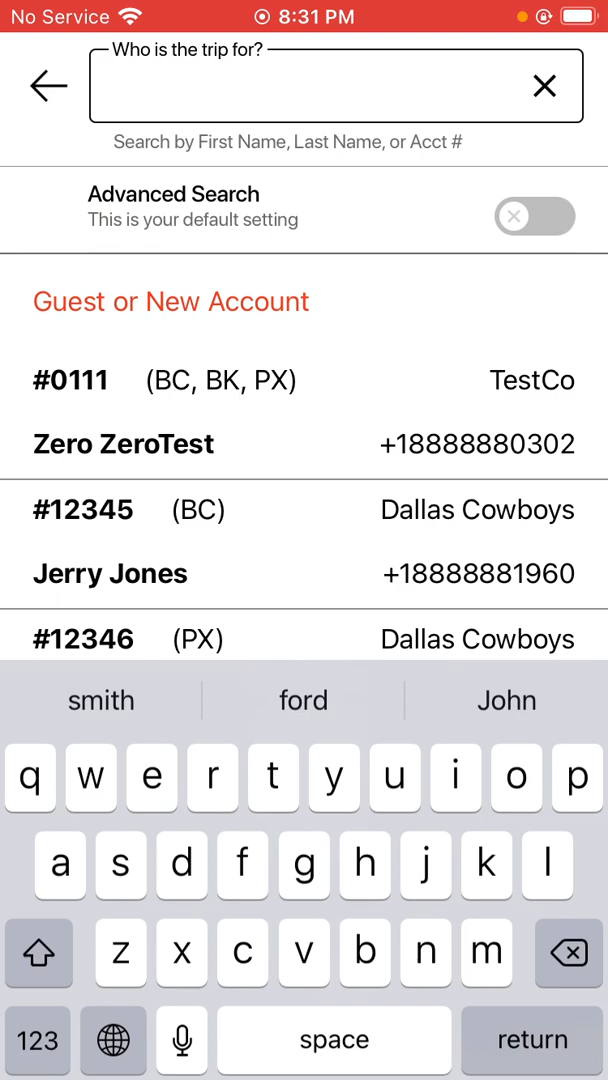 No Service 8:31 PM
Who is the trip for?
Search by First Name, Last Name, or Acct #
Advanced Search
This is your default setting
Guest or New Account
#0111 (BC, BK, PX) TestCo
Zero ZeroTest +18888880302
#12345 (BC) Dallas Cowboys
Jerry Jones +18888881960
#12346 (PX) Dallas Cowboys
smith ford John
q w e r t y u i o p
a s d f g h j k l
z x c v b n m
123 space return